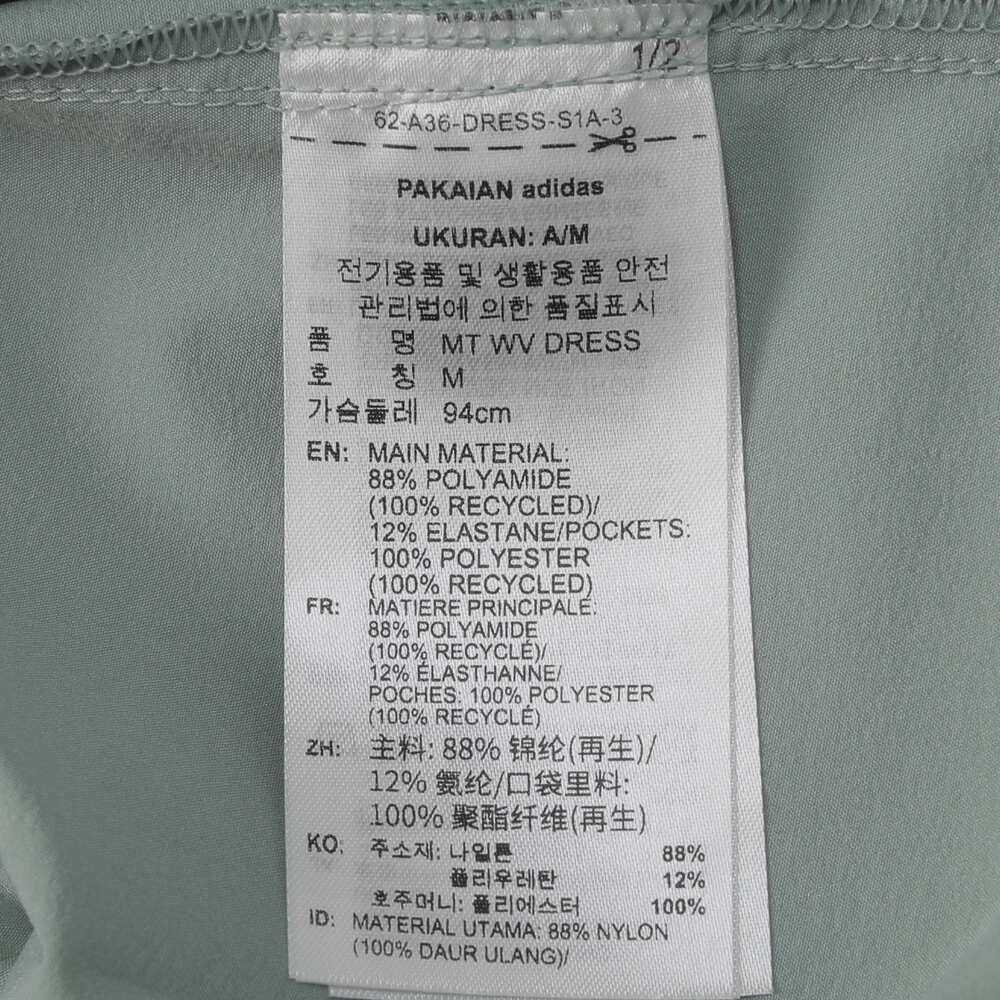 1/2
62-A36-DRESS-S1A-3
PAKAIAN adidas
UKURAN: A/M
전기용품 및 생활용품 안전
관리법에 의한 품질표시
품 명 MT WV DRESS
호 칭 M
가슴둘레 94cm
EN: MAIN MATERIAL:
88% POLYAMIDE
(100% RECYCLED)/
12% ELASTANE/POCKETS:
100% POLYESTER
(100% RECYCLED)
FR: MATIERE PRINCIPALE:
88% POLYAMIDE
(100% RECYCLÉ)/
12% ÉLASTHANNE/
POCHES: 100% POLYESTER
(100% RECYCLÉ)
ZH: 主料: 88% 锦纶(再生)/
12% 氨纶/口袋里料:
100% 聚酯纤维(再生)
KO: 주소재: 나일론 88%
폴리우레탄 12%
호주머니: 폴리에스터 100%
ID: MATERIAL UTAMA: 88% NYLON
(100% DAUR ULANG)/